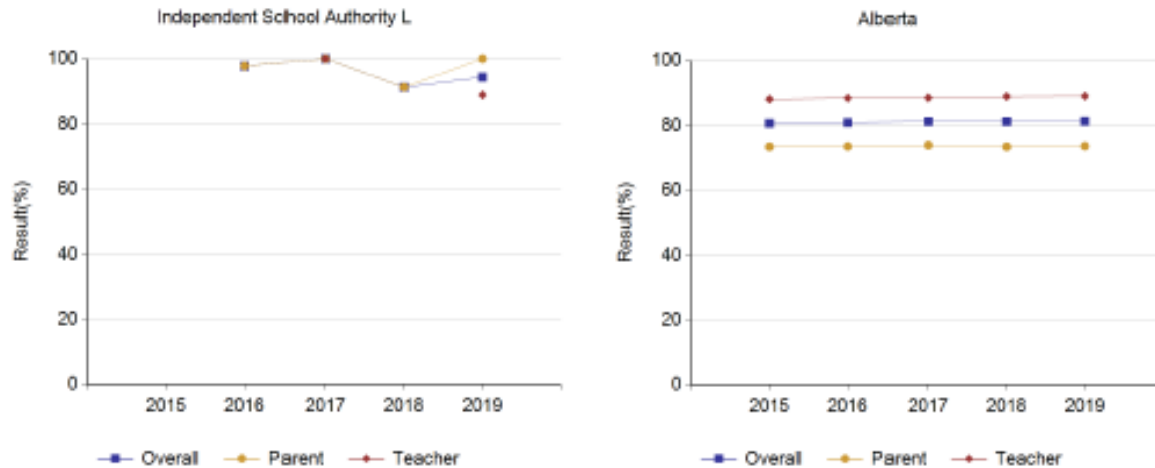 Independent Sclhool Authority L
Result(%)
100
80
60
40
20
0
2015 2016 2017 2018 2019
Overall Parent Teacher
Alberta
Result(%)
100
80
60
40
20
0
2015 2016 2017 2018 2019
Overall Parent Teacher